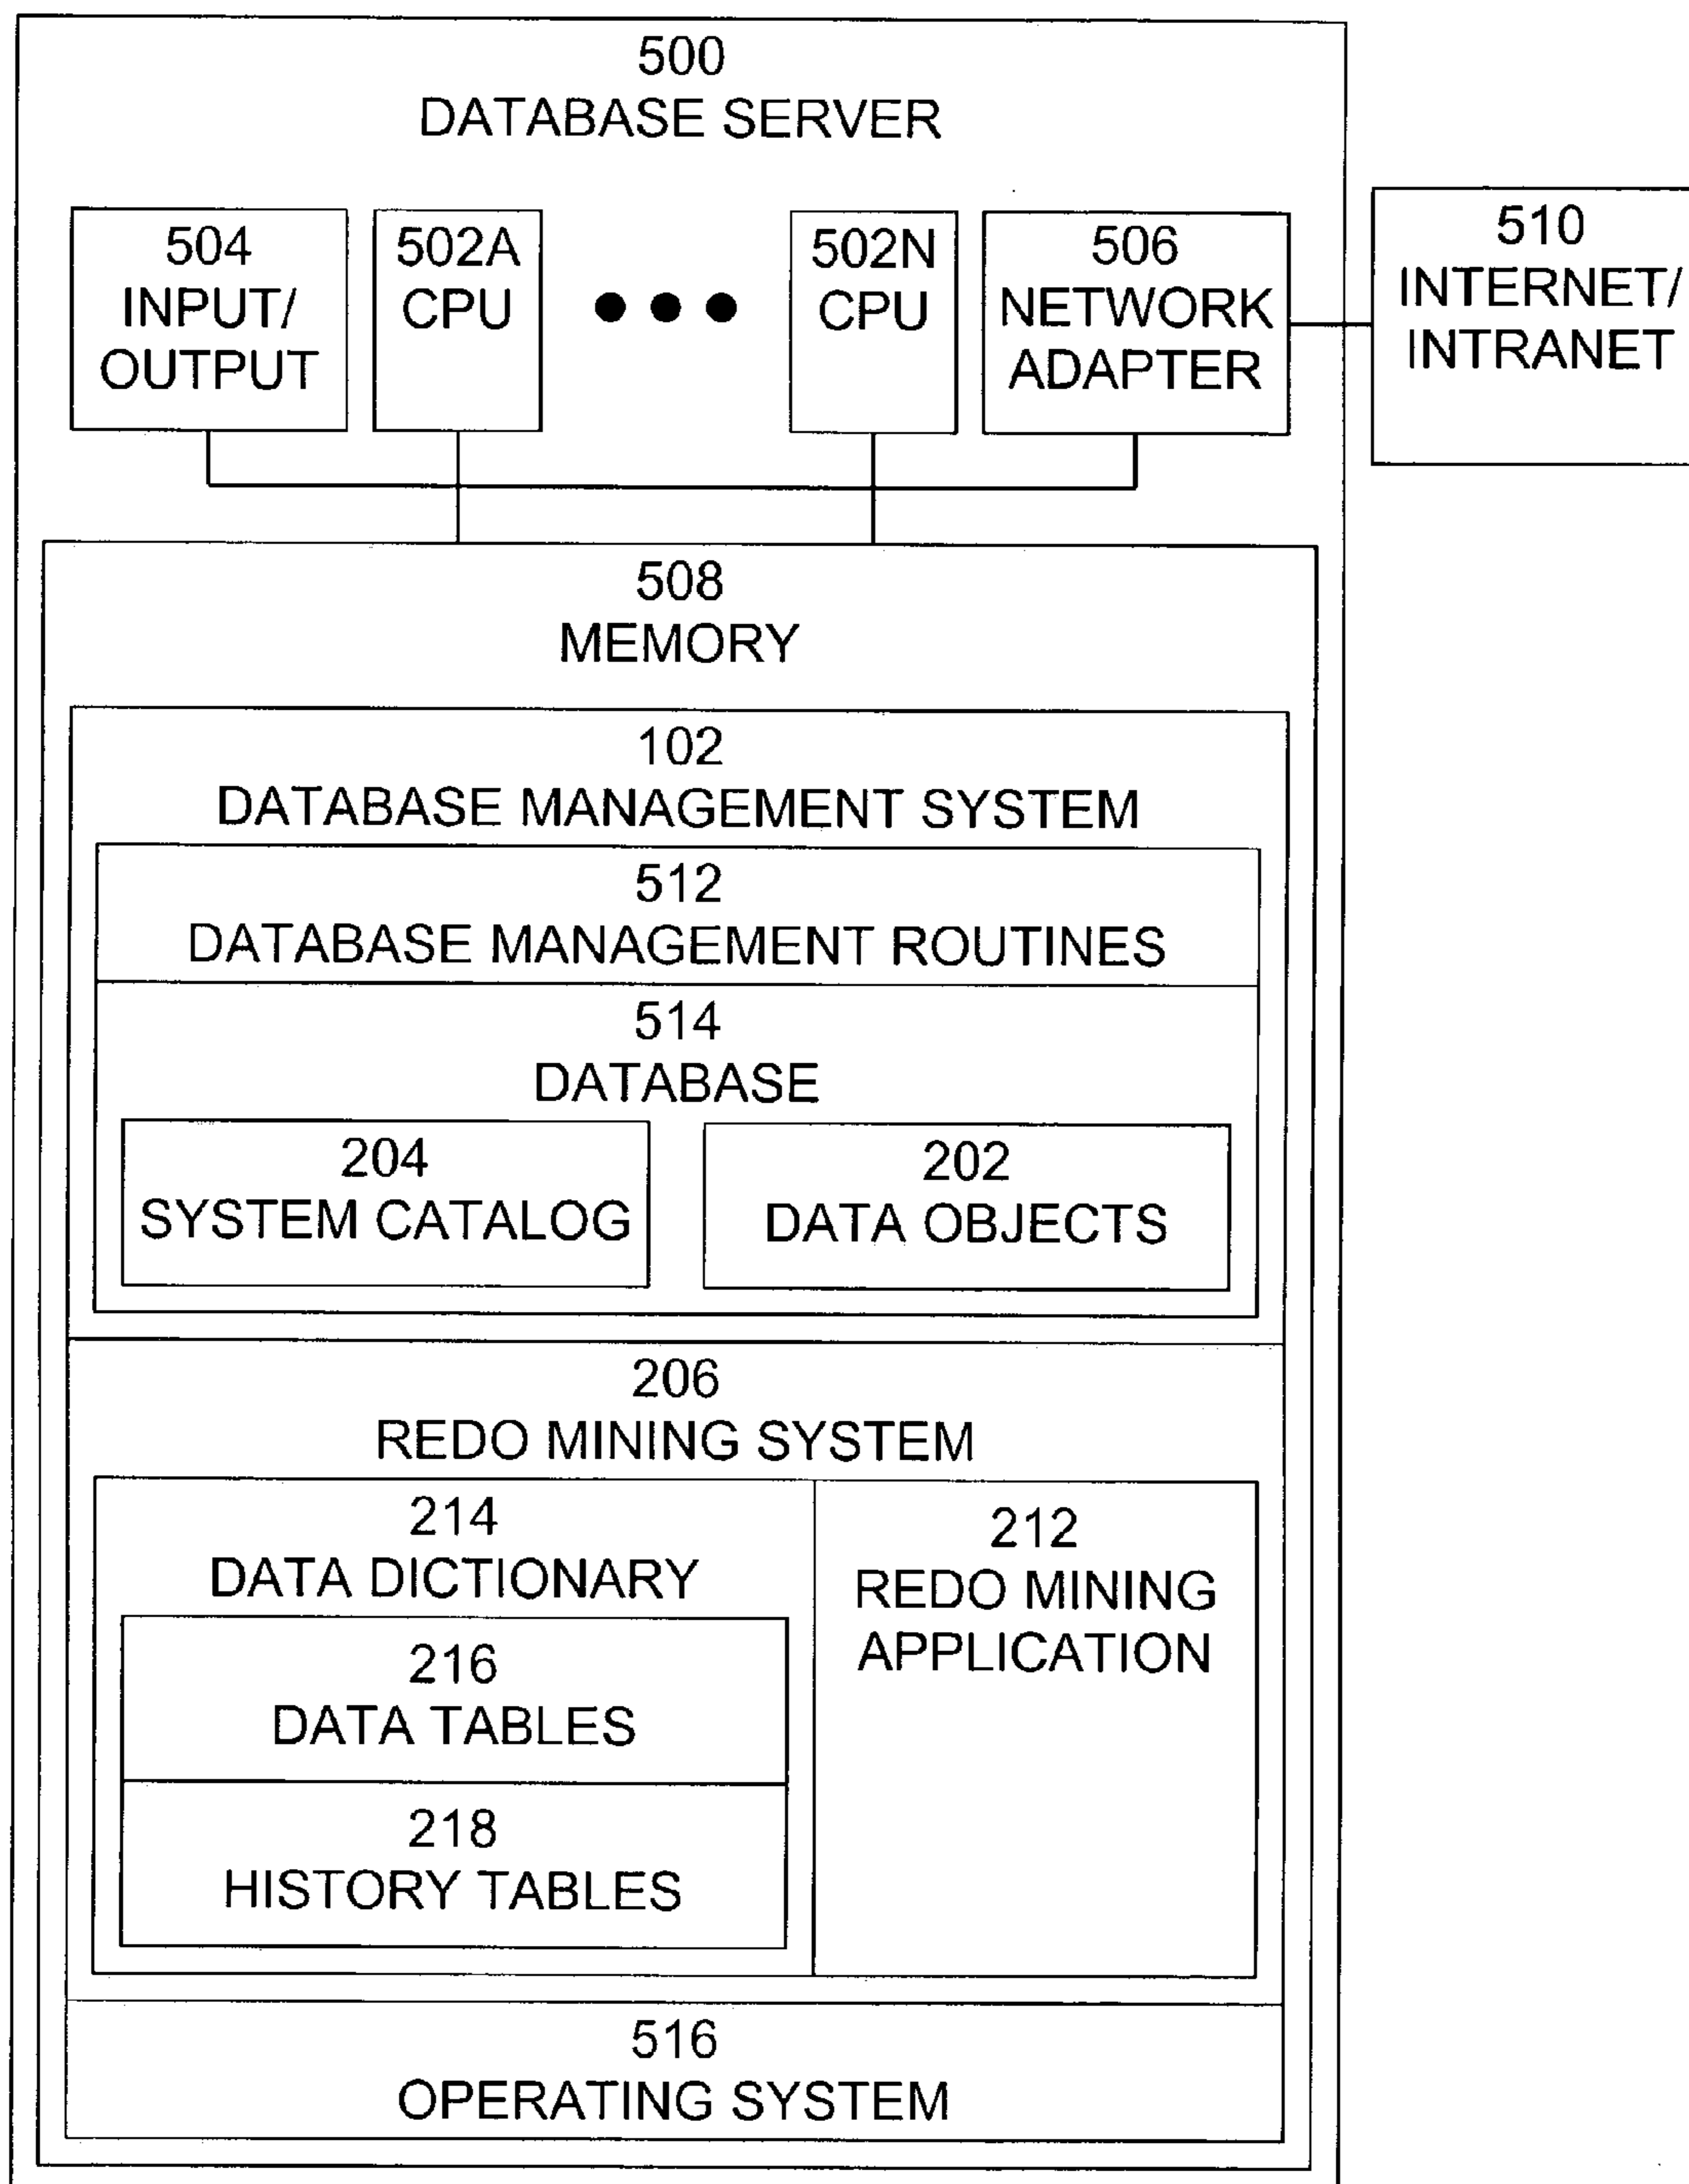 500
DATABASE SERVER
504
INPUT/
OUTPUT
502A
CPU
502N
CPU
506
NETWORK
ADAPTER
510
INTERNET/
INTRANET
508
MEMORY
102
DATABASE MANAGEMENT SYSTEM
512
DATABASE MANAGEMENT ROUTINES
514
DATABASE
204
SYSTEM CATALOG
202
DATA OBJECTS
206
REDO MINING SYSTEM
214
DATA DICTIONARY
216
DATA TABLES
218
HISTORY TABLES
212
REDO MINING
APPLICATION
516
OPERATING SYSTEM